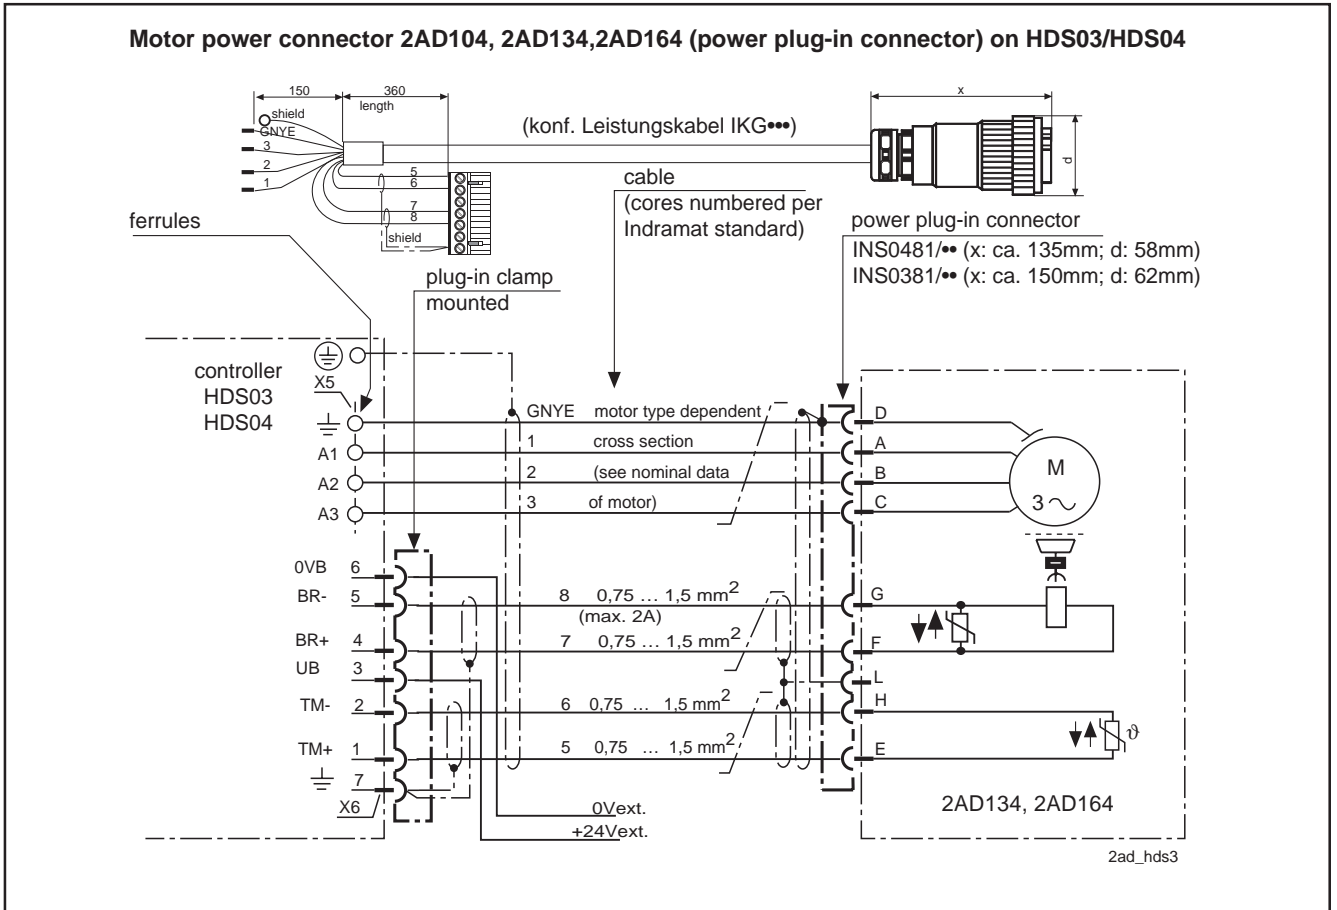 Motor power connector 2AD104, 2AD134,2AD164 (power plug-in connector) on HDS03/HDS04
150
360
length
x
shield
GNYE
3
2
1
(konf. Leistungskabel IKG•••)
d
5
6
7
8
shield
cable
(cores numbered per
Indramat standard)
ferrules
power plug-in connector
INS0481/•• (x: ca. 135mm; d: 58mm)
INS0381/•• (x: ca. 150mm; d: 62mm)
plug-in clamp
mounted
controller
HDS03
HDS04
X5
GNYE motor type dependent D
A1 1 cross section A
A2 2 (see nominal data B
A3 3 of motor) C
M
3
0VB 6
BR- 5 8 0,75 ... 1,5 mm² G
(max. 2A)
BR+ 4 7 0,75 ... 1,5 mm² F
UB 3 L
TM- 2 6 0,75 ... 1,5 mm² H
TM+ 1 5 0,75 ... 1,5 mm² E
ϑ
7
X6
0Vext.
+24Vext.
2AD134, 2AD164
2ad_hds3